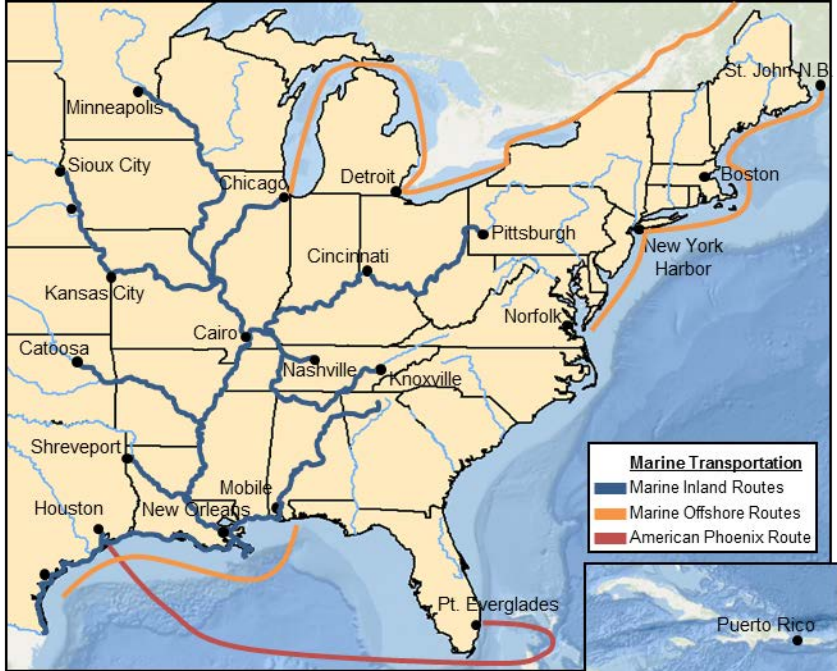 St. John N.B.
Minneapolis
Sioux City
Boston
Chicago
Detroit
Pittsburgh
New York
Harbor
Cincinnati
Kansas City
Norfolk
Cairo
Catoosa
Nashville
Knoxville
Shreveport
Marine Transportation
Marine Inland Routes
Marine Offshore Routes
American Phoenix Route
Mobile
Houston
New Orleans
Pt. Everglades
Puerto Rico